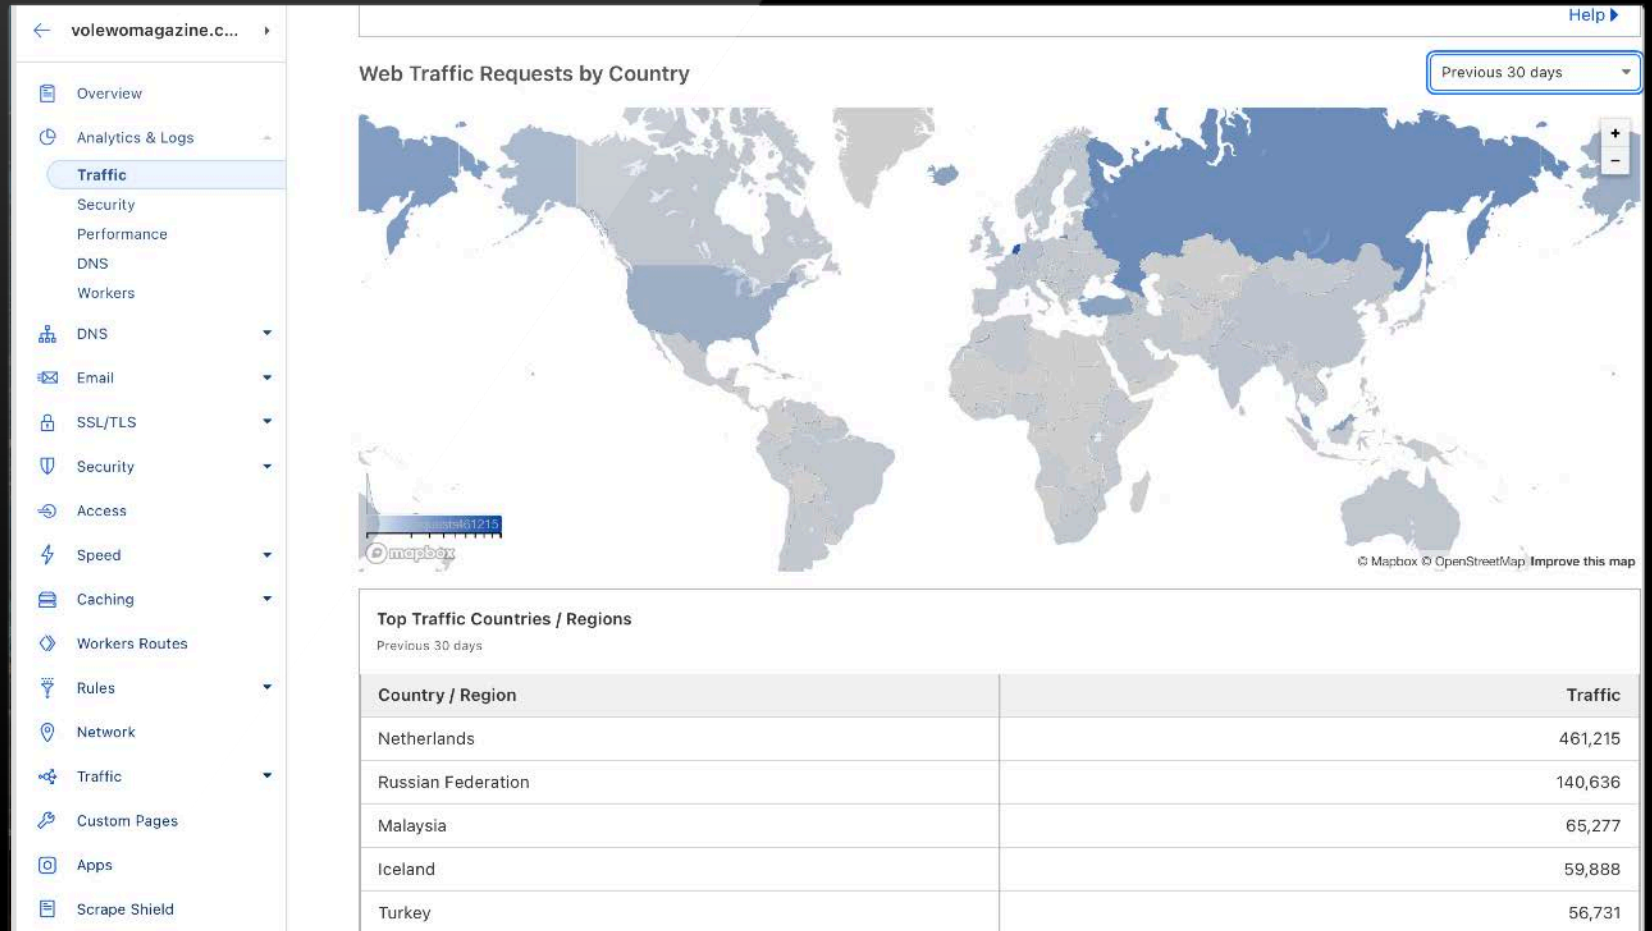 volewomagazine.c...
Help
Web Traffic Requests by Country
Previous 30 days
Overview
Analytics & Logs
Traffic
Security
Performance
DNS
Workers
DNS
Email
SSL/TLS
Security
Access
Speed
Caching
Workers Routes
Rules
Network
Traffic
Custom Pages
Apps
Scrape Shield
+
−
461215
mapbox
© Mapbox © OpenStreetMap Improve this map
Top Traffic Countries / Regions
Previous 30 days
Country / Region Traffic
Netherlands 461,215
Russian Federation 140,636
Malaysia 65,277
Iceland 59,888
Turkey 56,731